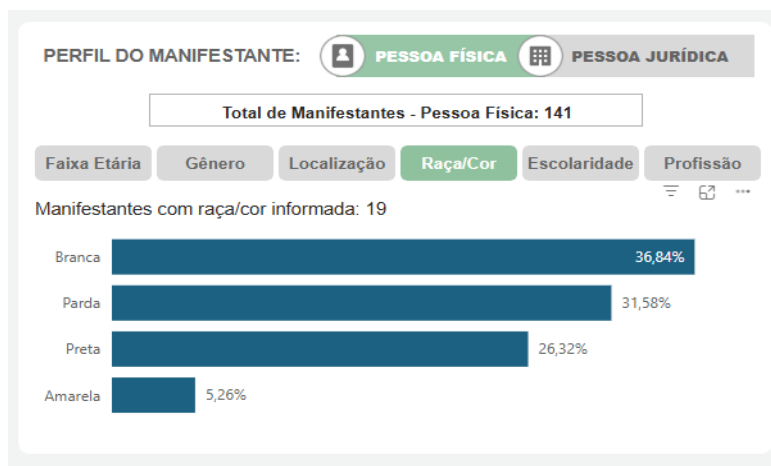 PERFIL DO MANIFESTANTE: PESSOA FÍSICA PESSOA JURÍDICA
Total de Manifestantes - Pessoa Física: 141
Faixa Etária Gênero Localização Raça/Cor Escolaridade Profissão
Manifestantes com raça/cor informada: 19
Branca 36,84%
Parda 31,58%
Preta 26,32%
Amarela 5,26%